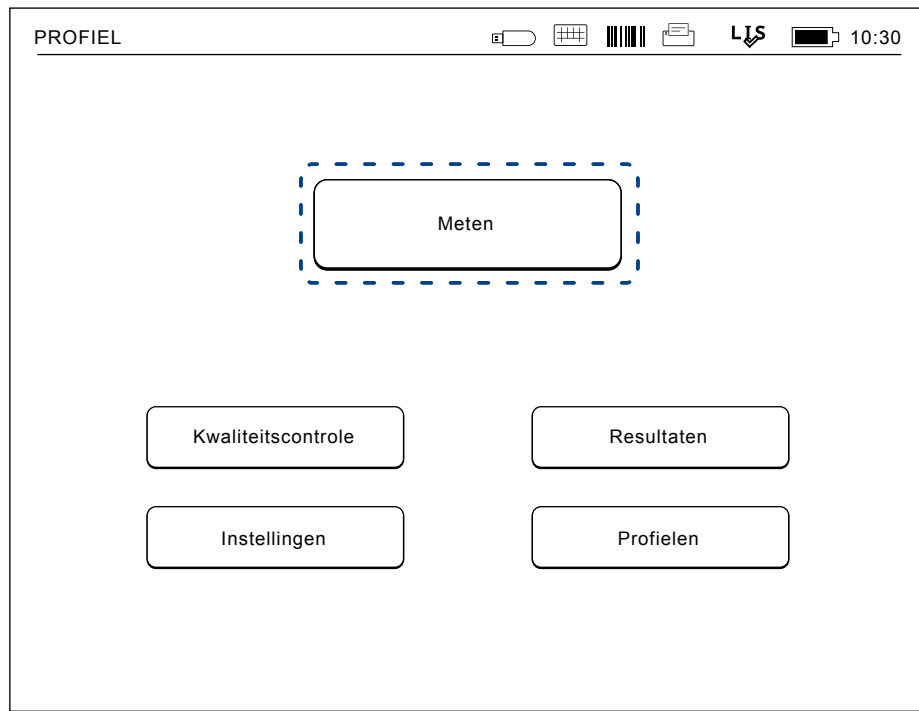 PROFIEL LIS 10:30
Meten
Kwaliteitscontrole Resultaten
Instellingen Profielen